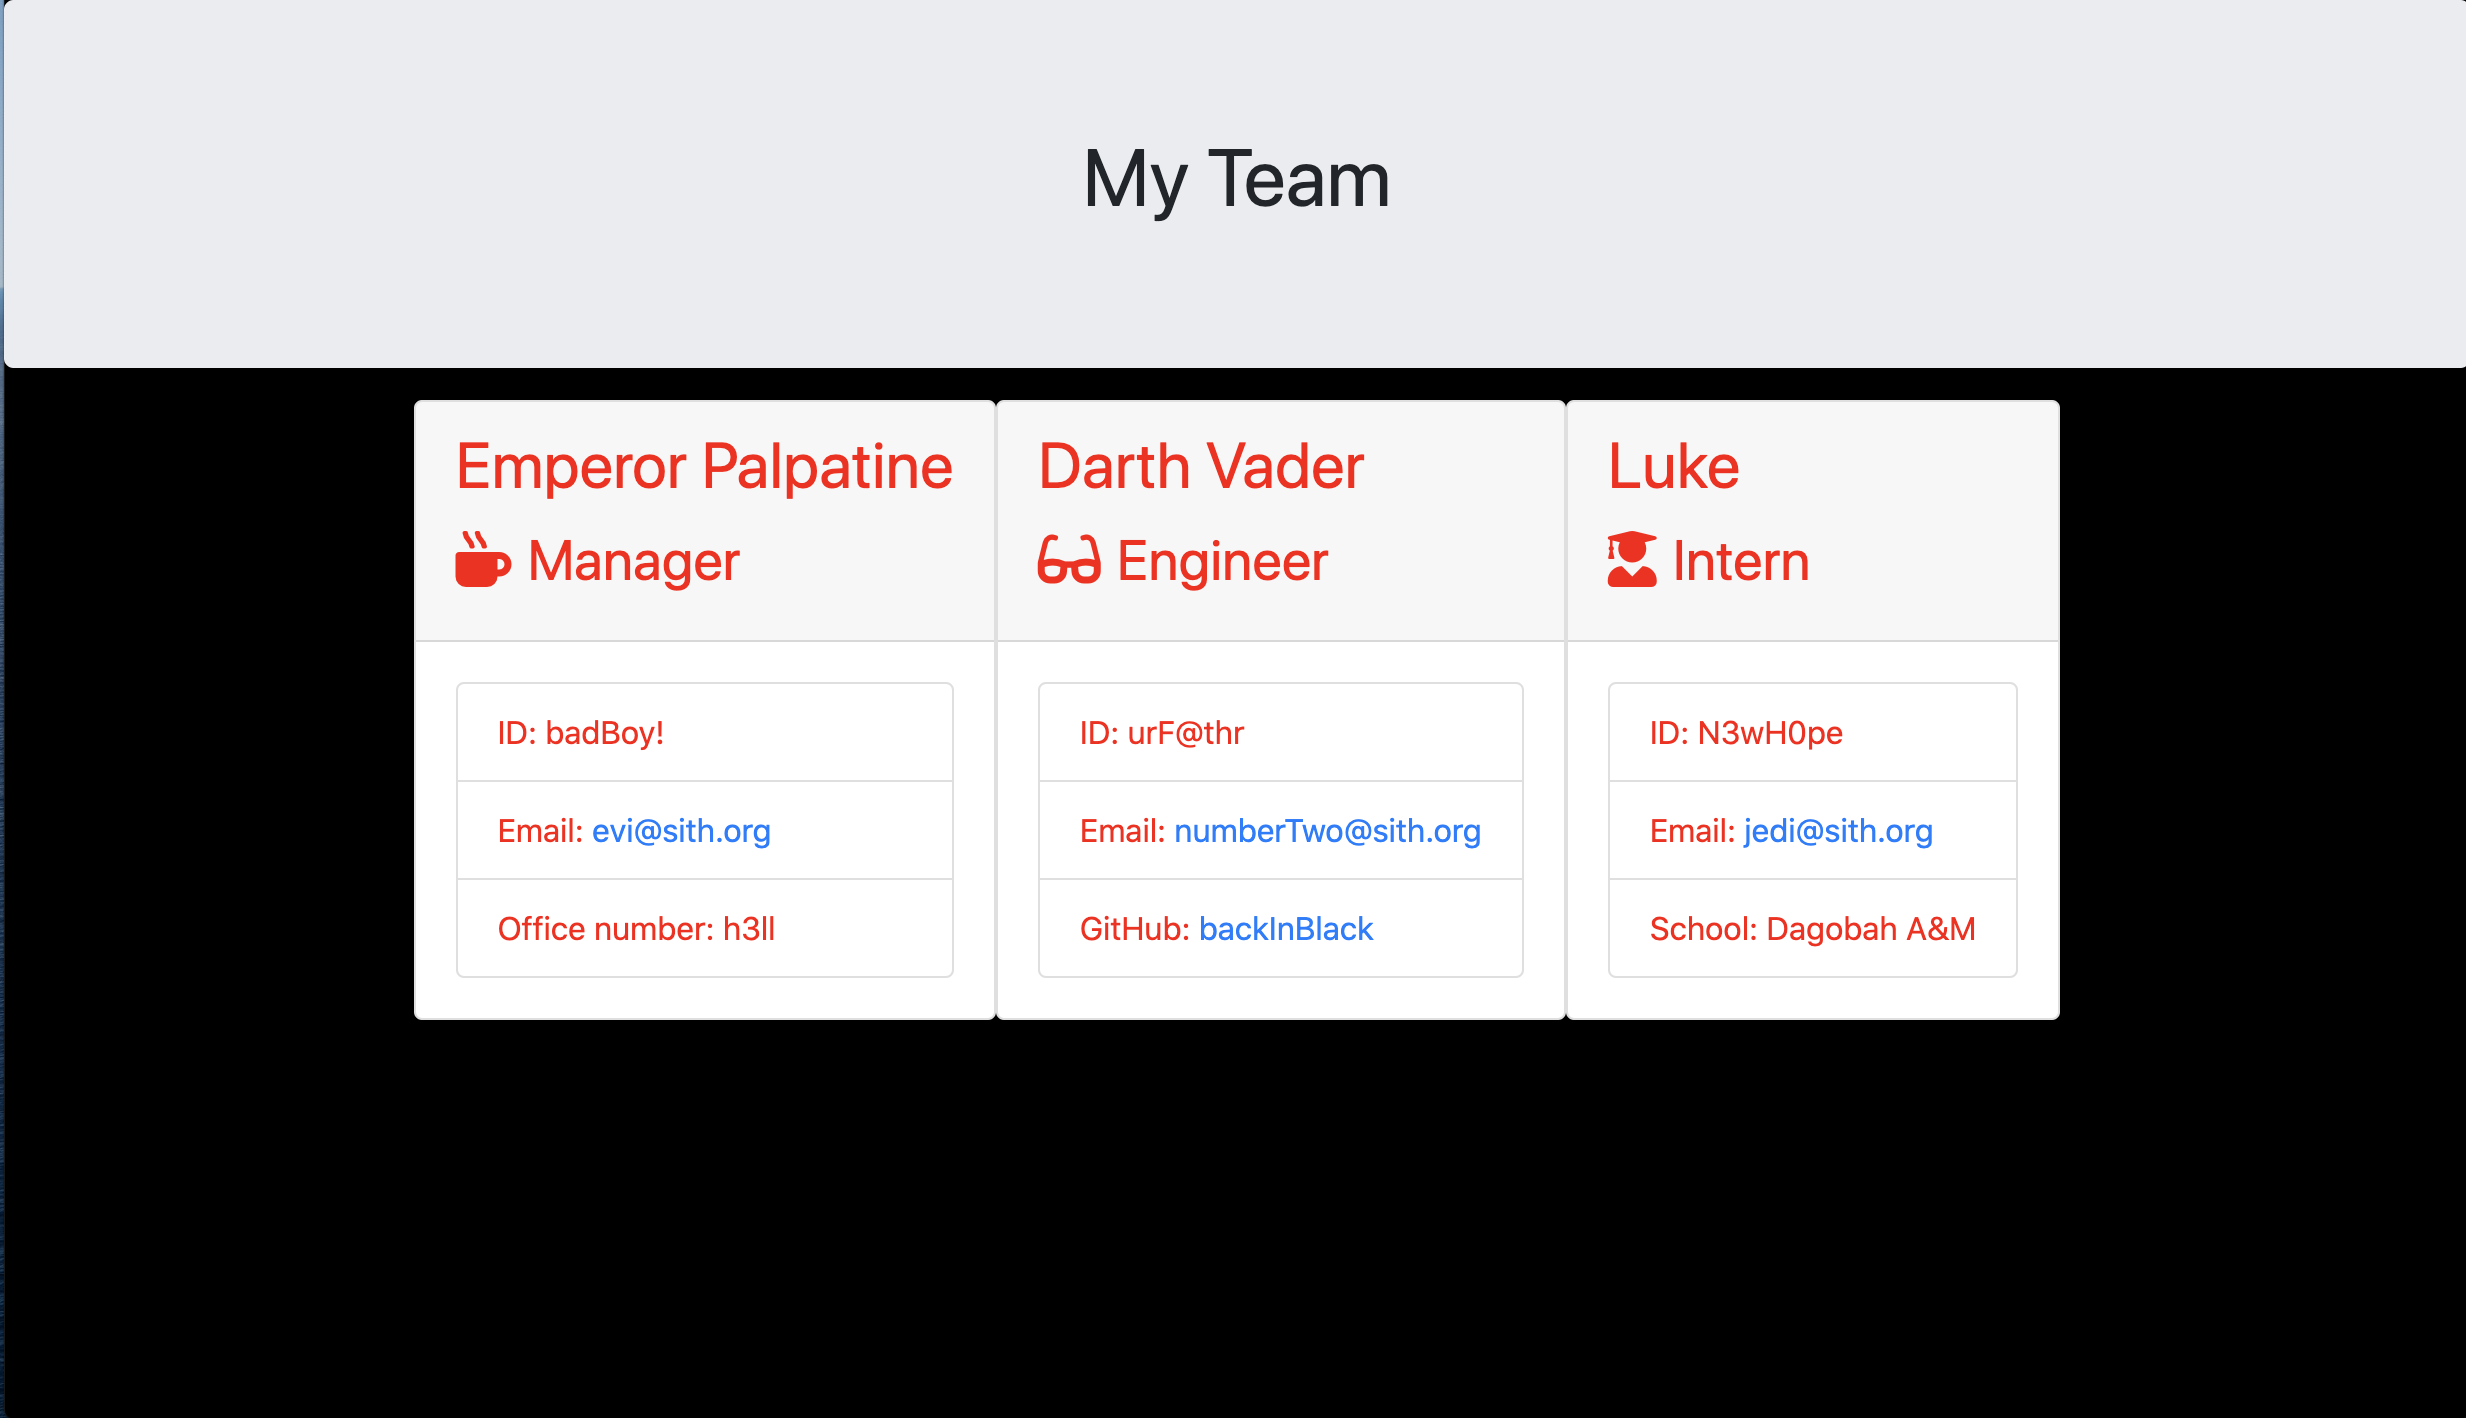 My Team
Emperor Palpatine
Manager
ID: badBoy!
Email: evi@sith.org
Office number: h3ll
Darth Vader
Engineer
ID: urF@thr
Email: numberTwo@sith.org
GitHub: backInBlack
Luke
Intern
ID: N3wH0pe
Email: jedi@sith.org
School: Dagobah A&M